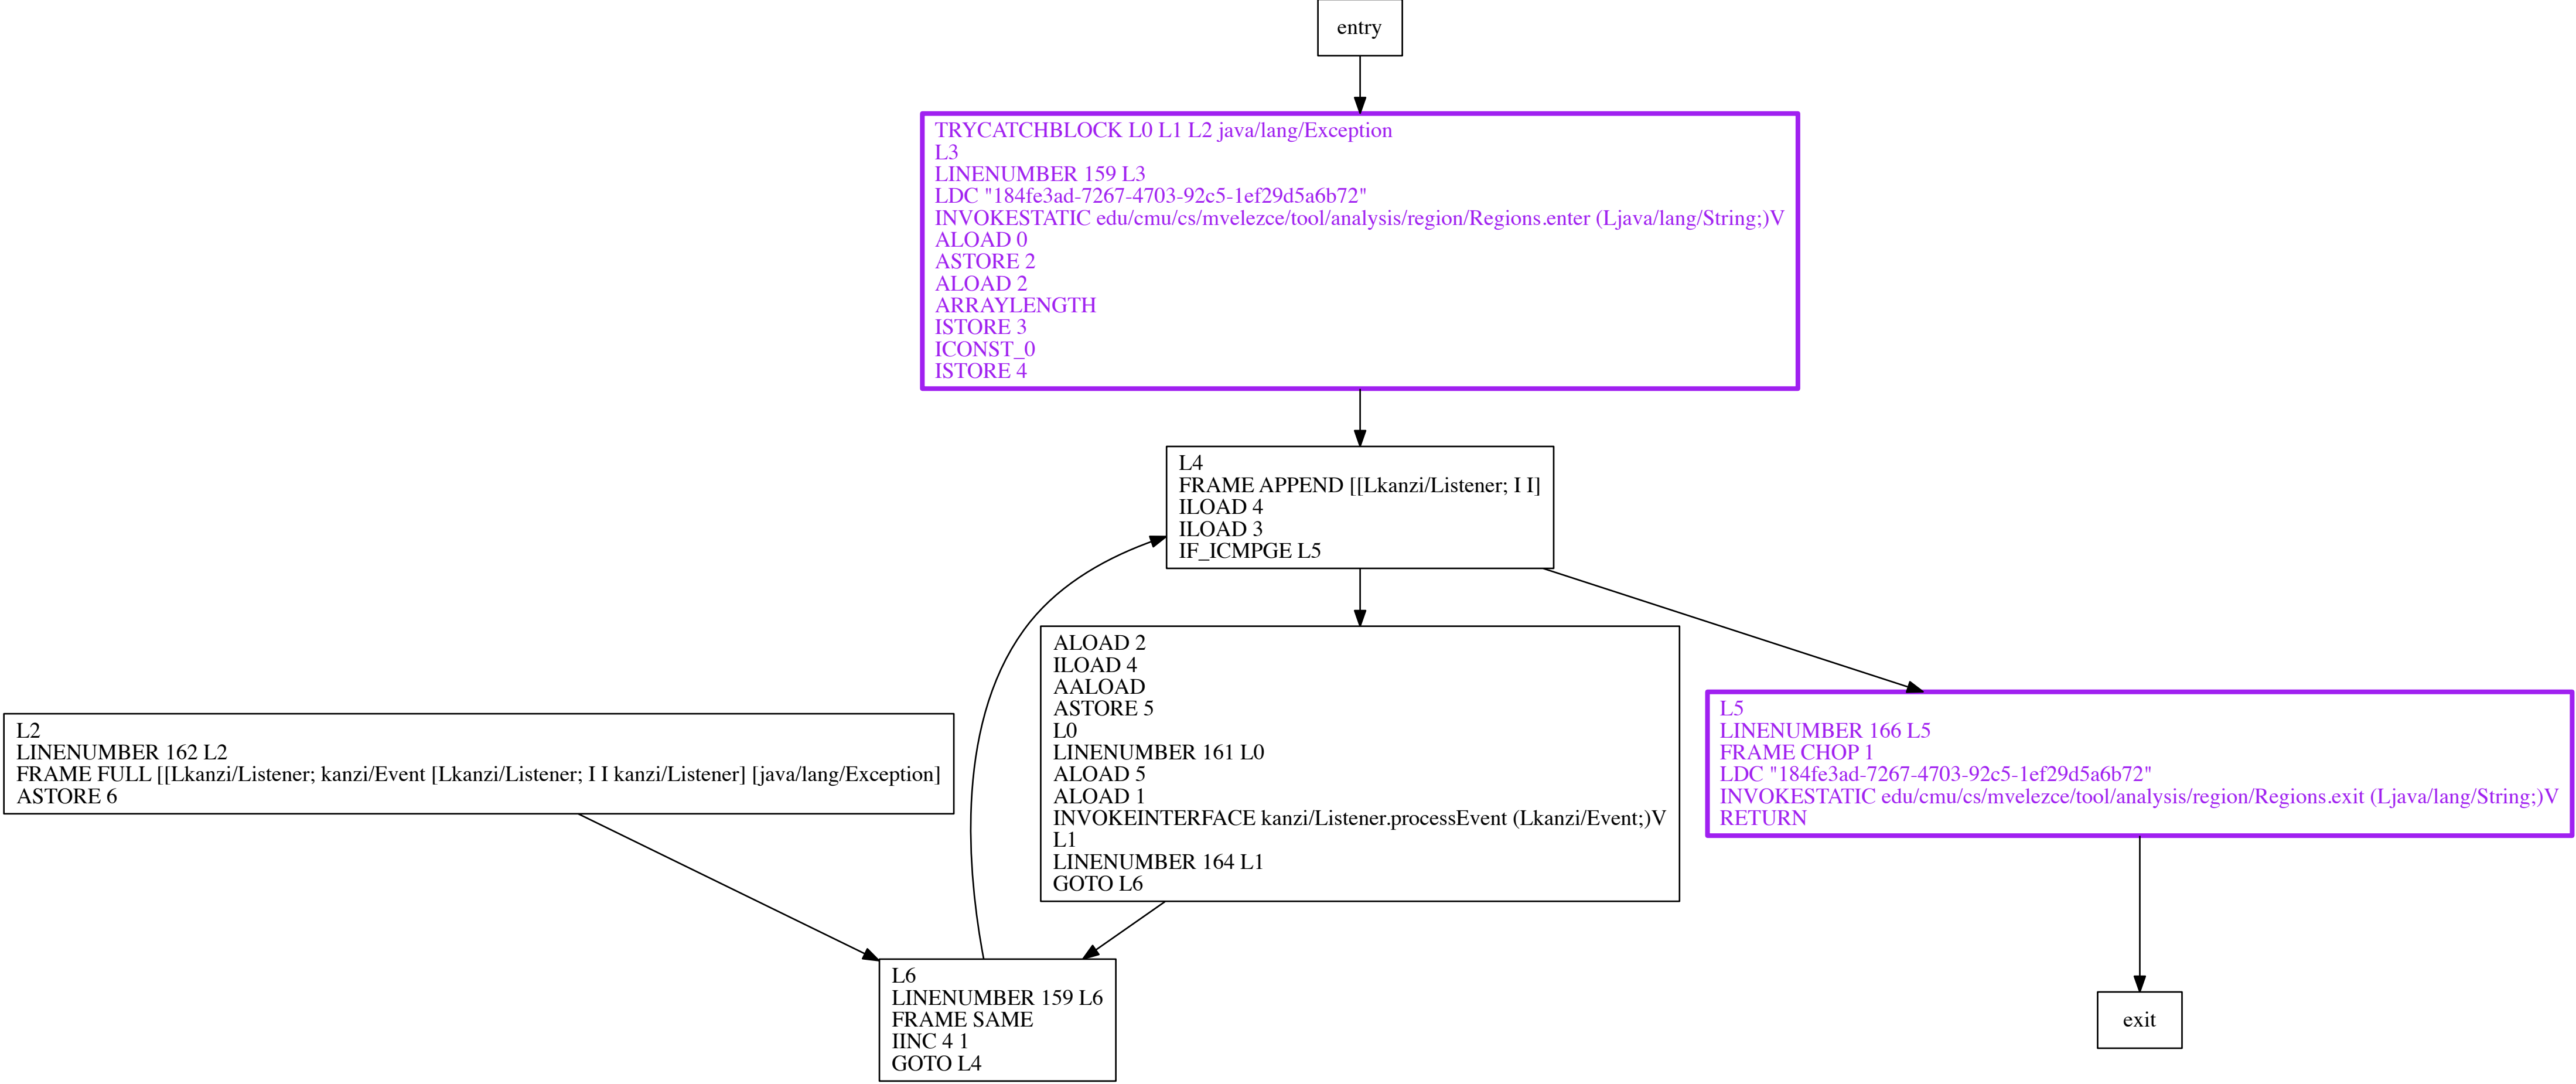 entry
TRYCATCHBLOCK L0 L1 L2 java/lang/Exception
L3
LINENUMBER 159 L3
LDC "184fe3ad-7267-4703-92c5-1ef29d5a6b72"
INVOKESTATIC edu/cmu/cs/mvelezce/tool/analysis/region/Regions.enter (Ljava/lang/String;)V
ALOAD 0
ASTORE 2
ALOAD 2
ARRAYLENGTH
ISTORE 3
ICONST_0
ISTORE 4
L4
FRAME APPEND [[Lkanzi/Listener; I I]
ILOAD 4
ILOAD 3
IF_ICMPGE L5
ALOAD 2
ILOAD 4
AALOAD
ASTORE 5
L0
LINENUMBER 161 L0
ALOAD 5
ALOAD 1
INVOKEINTERFACE kanzi/Listener.processEvent (Lkanzi/Event;)V
L1
LINENUMBER 164 L1
GOTO L6
L5
LINENUMBER 166 L5
FRAME CHOP 1
LDC "184fe3ad-7267-4703-92c5-1ef29d5a6b72"
INVOKESTATIC edu/cmu/cs/mvelezce/tool/analysis/region/Regions.exit (Ljava/lang/String;)V
RETURN
L2
LINENUMBER 162 L2
FRAME FULL [[Lkanzi/Listener; kanzi/Event [Lkanzi/Listener; I I kanzi/Listener] [java/lang/Exception]
ASTORE 6
L6
LINENUMBER 159 L6
FRAME SAME
IINC 4 1
GOTO L4
exit